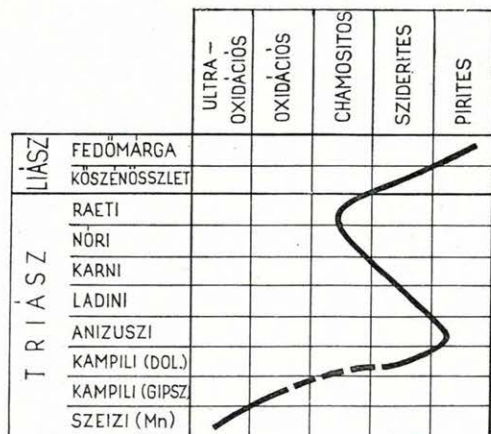 ULTRA-
OXIDÁCIÓS
OXIDÁCIÓS
CHAMOSITOS
SZIDERITES
PIRITES
LIÁSZ
FEDŐMÁRGA
KŐSZÉNÖSSZLET
TRIÁSZ
RAETI
NÓRI
KARNI
LADINI
ANIZUSZI
KAMPILI (DOL.)
KAMPILI (GIPSZ)
SZEIZI (Mn)